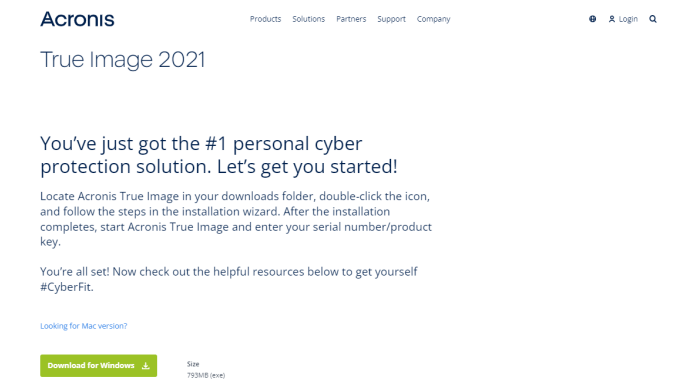 Acronis
Products Solutions Partners Support Company
Login
True Image 2021
You've just got the #1 personal cyber
protection solution. Let's get you started!
Locate Acronis True Image in your downloads folder, double-click the icon,
and follow the steps in the installation wizard. After the installation
completes, start Acronis True Image and enter your serial number/product
key.
You're all set! Now check out the helpful resources below to get yourself
#CyberFit.
Looking for Mac version?
Download for Windows
Size
793MB (exe)